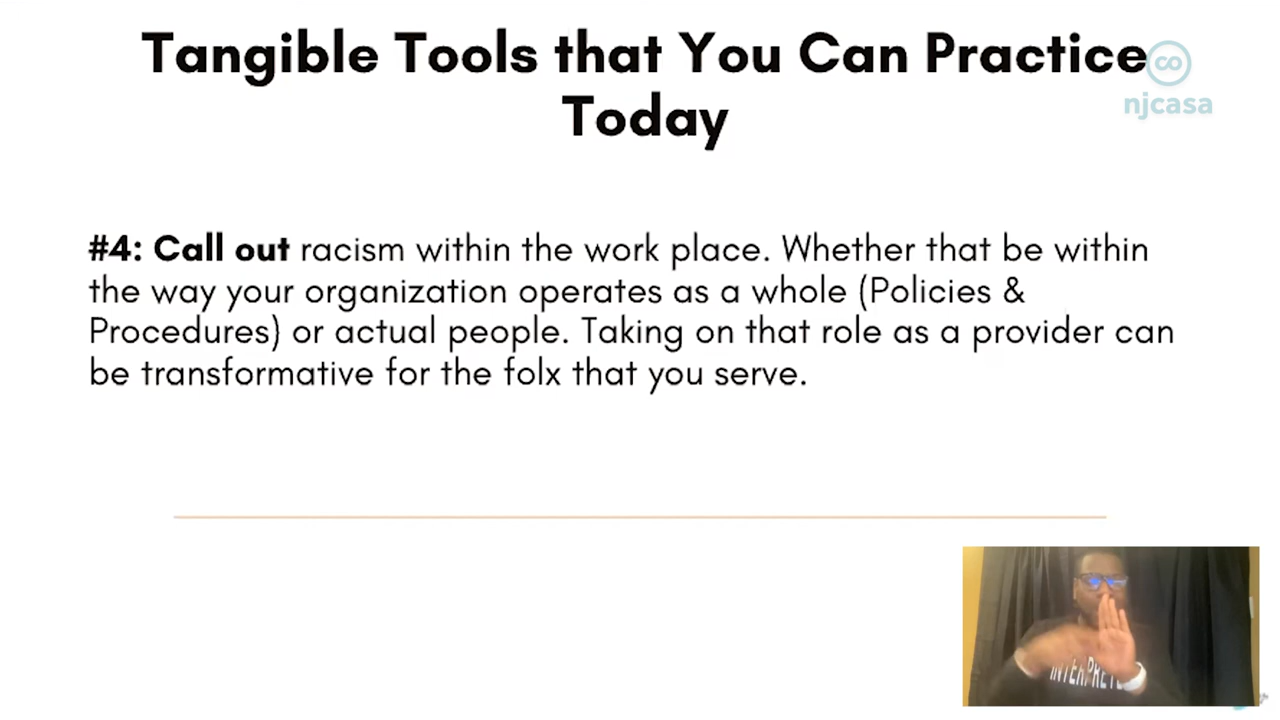 Tangible Tools that You Can Practice
Today
njcasa
#4: Call out racism within the work place. Whether that be within
the way your organization operates as a whole (Policies &
Procedures) or actual people. Taking on that role as a provider can
be transformative for the folx that you serve.